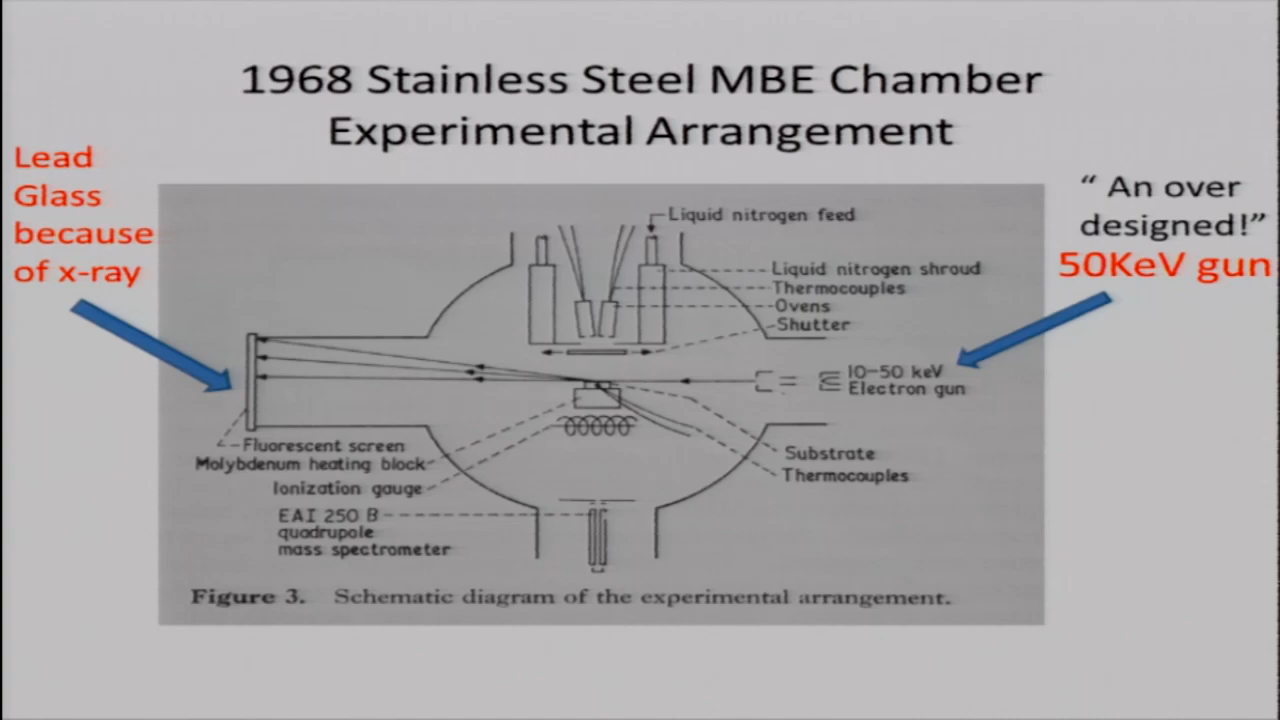 1968 Stainless Steel MBE Chamber
Experimental Arrangement
Lead
Glass
because
of x-ray
“ An over
designed!”
50KeV gun
Liquid nitrogen feed
Liquid nitrogen shroud
Thermocouples
Ovens
Shutter
10-50 keV
Electron gun
Fluorescent screen
Molybdenum heating block
Ionization gauge
EAI 250 B
quadrupole
mass spectrometer
Substrate
Thermocouples
Figure 3. Schematic diagram of the experimental arrangement.